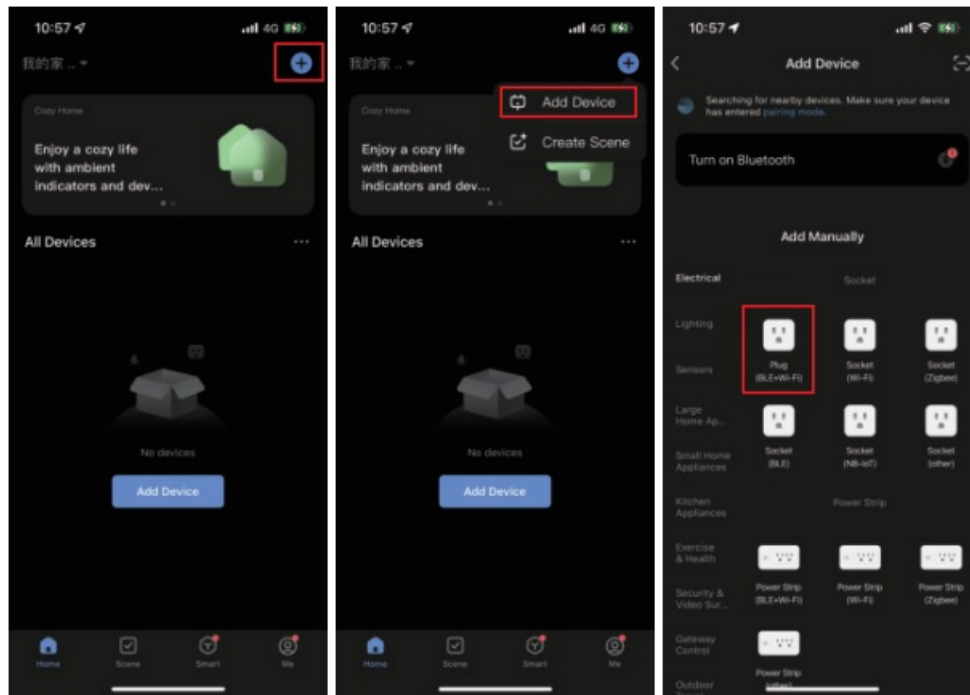 10:57
4G
我的家 ..
Cozy Home
Enjoy a cozy life
with ambient
indicators and dev...
All Devices
...
No devices
Add Device
Home
Scene
Smart
Me
10:57
4G
我的家 ..
Cozy Home
Add Device
Create Scene
Enjoy a cozy life
with ambient
indicators and dev...
All Devices
...
No devices
Add Device
Home
Scene
Smart
Me
10:57
Add Device
Searching for nearby devices. Make sure your device
has entered pairing mode.
Turn on Bluetooth
Add Manually
Electrical
Lighting
Sensors
Large
Home Ap...
Small Home
Appliances
Kitchen
Appliances
Exercise
& Health
Security &
Video Sur...
Gateway
Control
Outdoor
Socket
Plug
(BLE+Wi-Fi)
Socket
(Wi-Fi)
Socket
(Zigbee)
Socket
(BLE)
Socket
(NB-IoT)
Socket
(other)
Power Strip
Power Strip
(BLE+Wi-Fi)
Power Strip
(Wi-Fi)
Power Strip
(Zigbee)
Power Strip
(other)